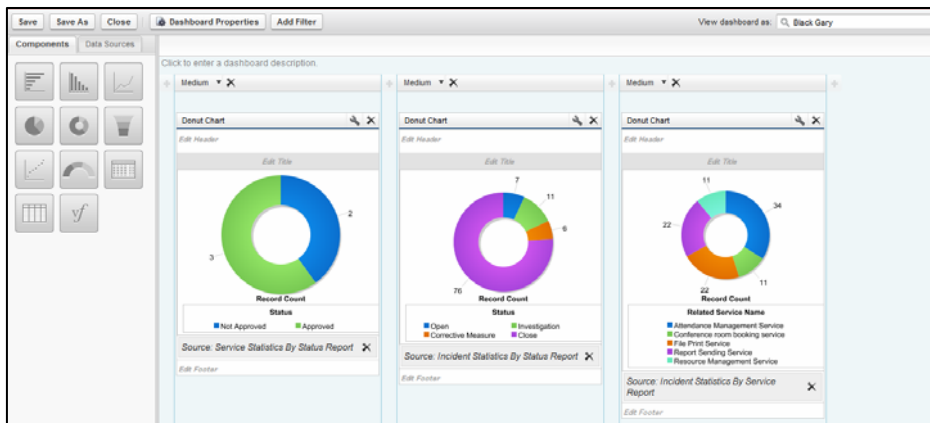 Save Save As Close Dashboard Properties Add Filter View dashboard as: Black Gary
Components Data Sources
Click to enter a dashboard description.
Medium Medium Medium
Donut Chart Donut Chart Donut Chart
Edit Header Edit Header Edit Header
Edit Title Edit Title Edit Title
2
3
Record Count
Status
Not Approved Approved
Source: Service Statistics By Status Report
Edit Footer
7
11
6
76
Record Count
Status
Open Investigation
Corrective Measure Close
Source: Incident Statistics By Status Report
Edit Footer
11
34
22
22
11
Record Count
Related Service Name
Attendance Management Service
Conference room booking service
File Print Service
Report Sending Service
Resource Management Service
Source: Incident Statistics By Service
Report
Edit Footer
vf